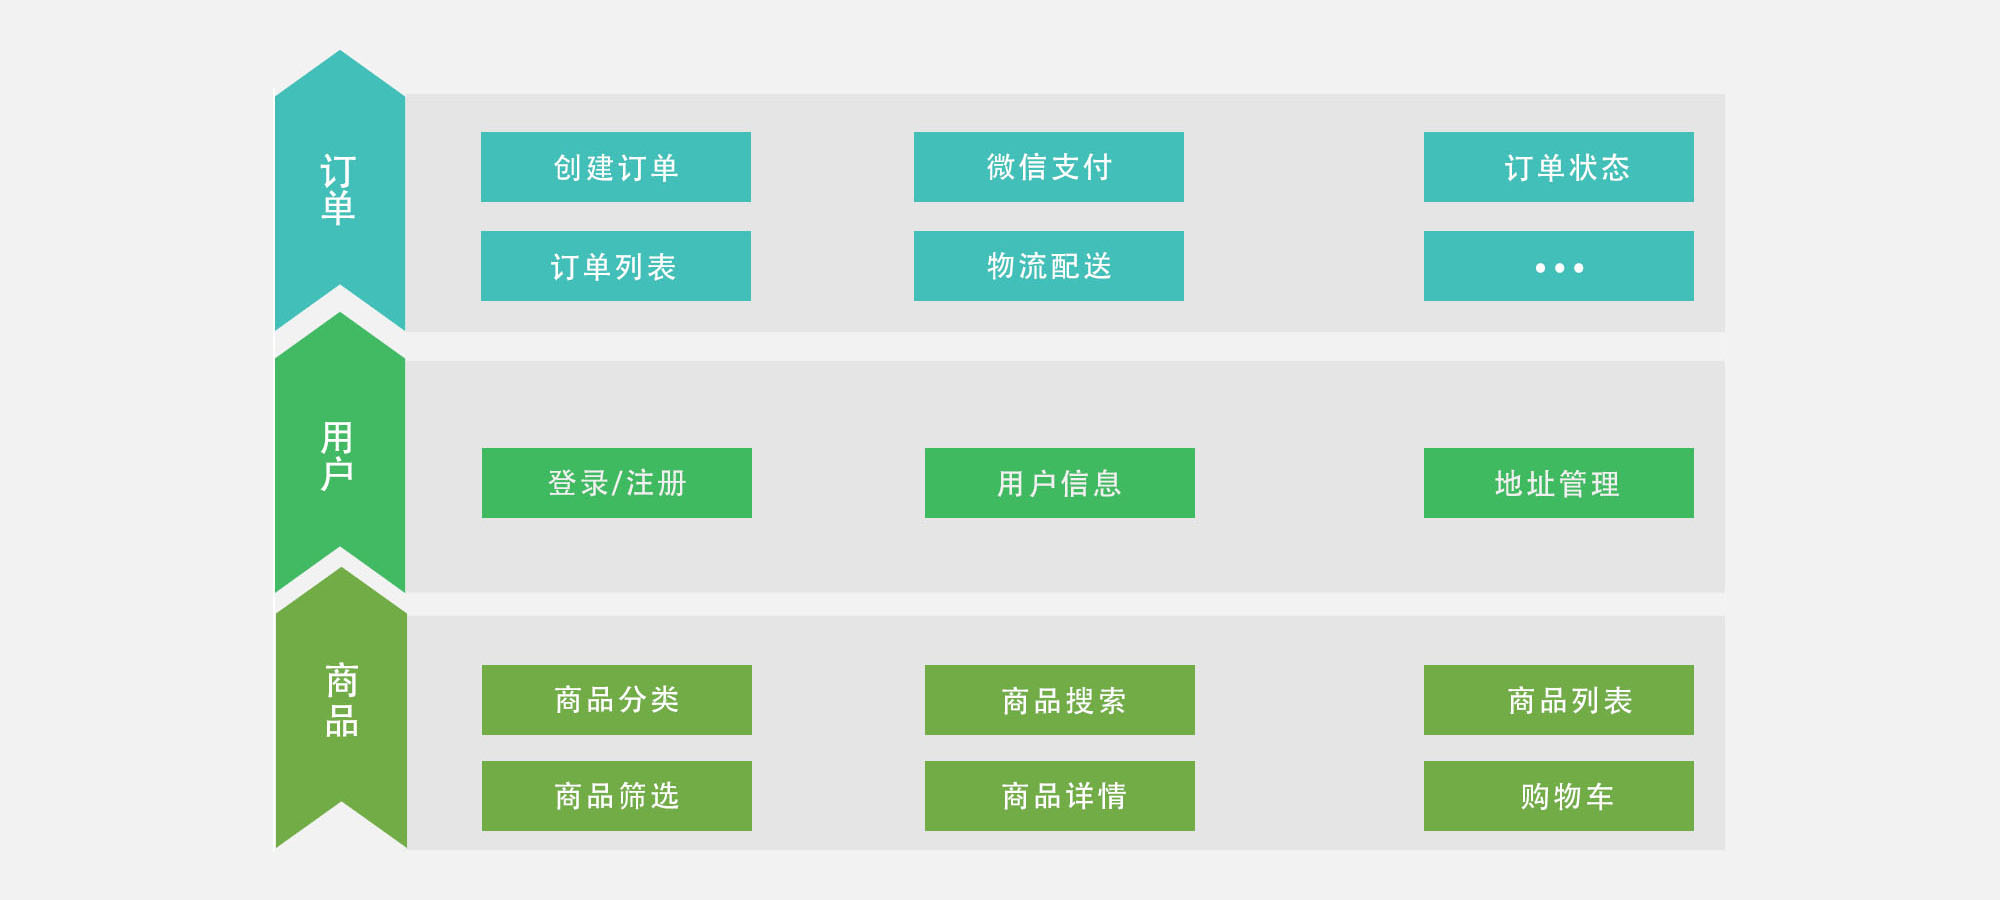 订单
创建订单
微信支付
订单状态
订单列表
物流配送
•••
用户
登录/注册
用户信息
地址管理
商品
商品分类
商品搜索
商品列表
商品筛选
商品详情
购物车